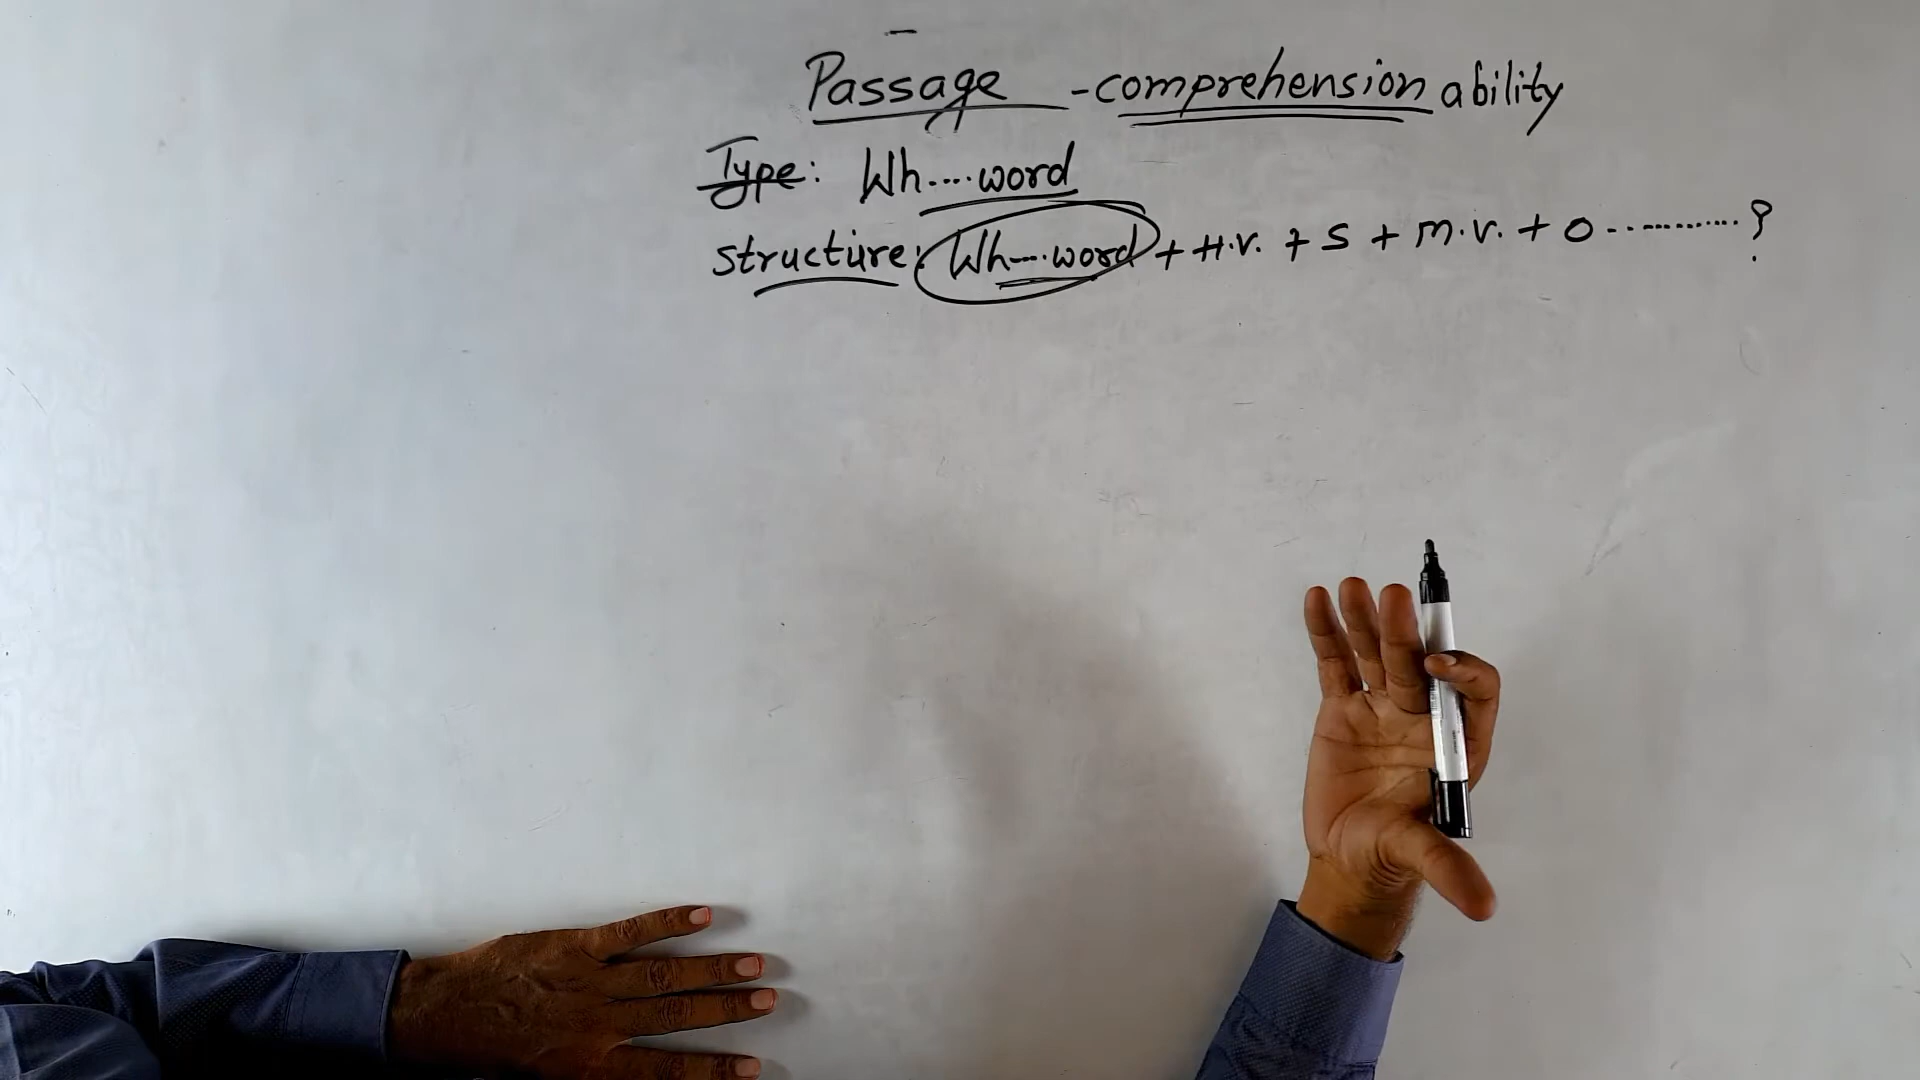 Passage - comprehension ability
Type: Wh....word
structure: Wh....word + H.V. + S + m.v. + O ............?